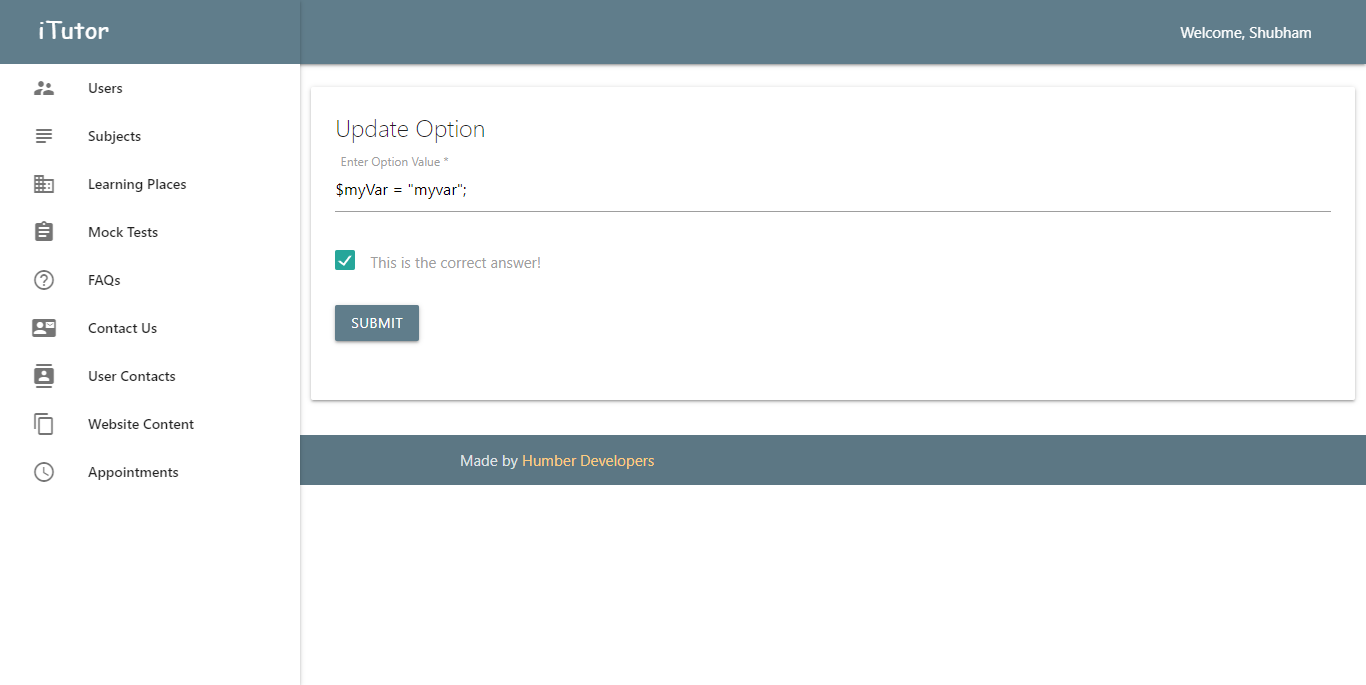 iTutor
Welcome, Shubham
Users
Subjects
Learning Places
Mock Tests
FAQs
Contact Us
User Contacts
Website Content
Appointments
Update Option
Enter Option Value *
$myVar = "myvar";
This is the correct answer!
SUBMIT
Made by Humber Developers